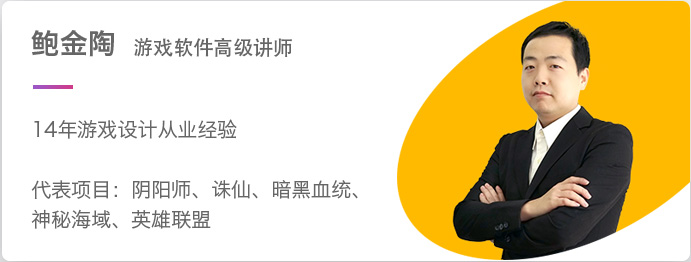 鲍金陶 游戏软件高级讲师
14年游戏设计从业经验
代表项目：阴阳师、诛仙、暗黑血统、
神秘海域、英雄联盟